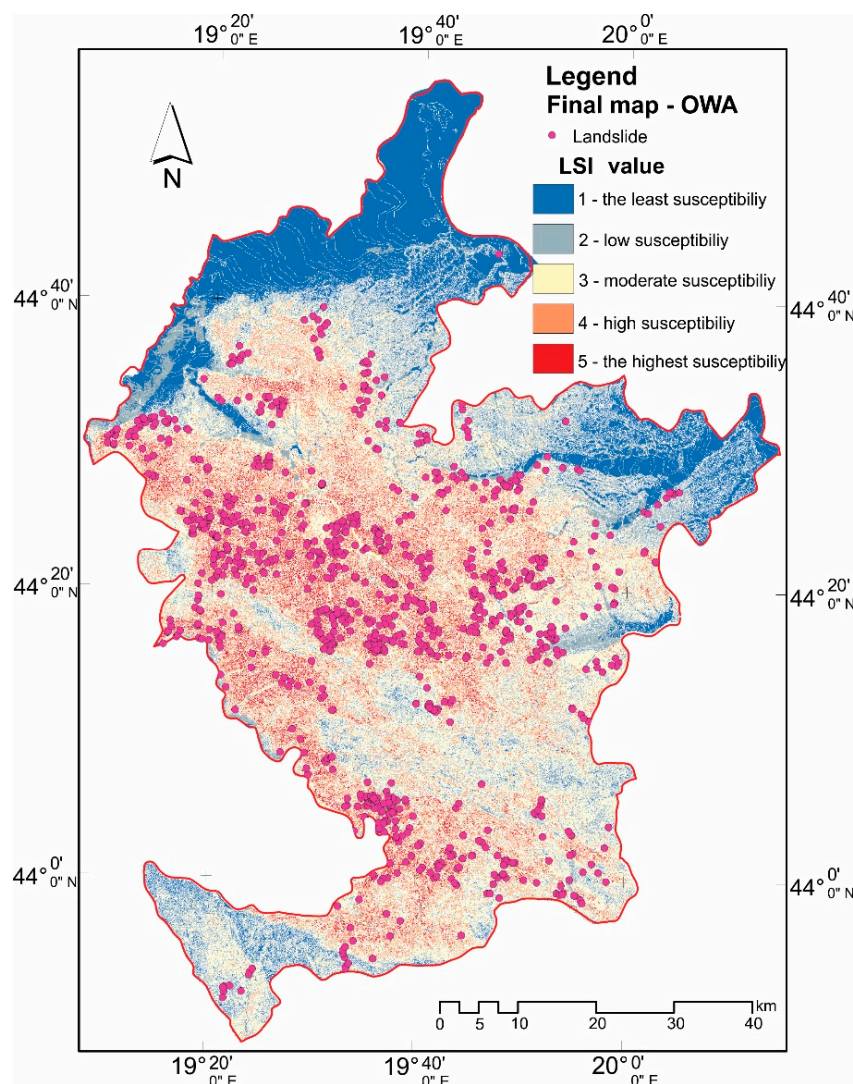 19°20' 0" E
19°40' 0" E
20°0' 0" E
Legend
Final map - OWA
Landslide
LSI value
1 - the least susceptibiliy
2 - low susceptibiliy
3 - moderate susceptibiliy
4 - high susceptibiliy
5 - the highest susceptibiliy
N
44°40' 0" N
44°40' 0" N
44°20' 0" N
44°20' 0" N
44°0' 0" N
44°0' 0" N
km
0 5 10 20 30 40
19°20' 0" E
19°40' 0" E
20°0' 0" E